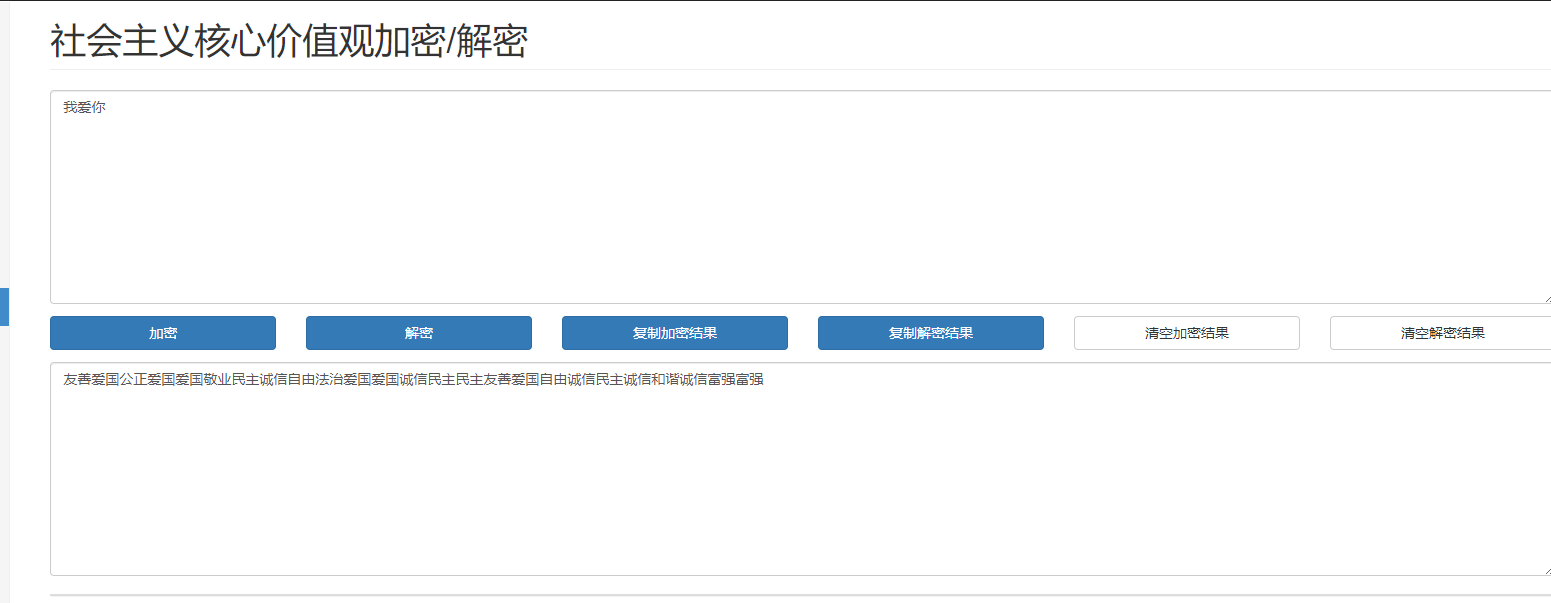 社会主义核心价值观加密/解密
我爱你
加密 解密 复制加密结果 复制解密结果 清空加密结果 清空解密结果
友善爱国公正爱国爱国敬业民主诚信自由法治爱国爱国诚信民主民主友善爱国自由诚信民主诚信和谐诚信富强富强